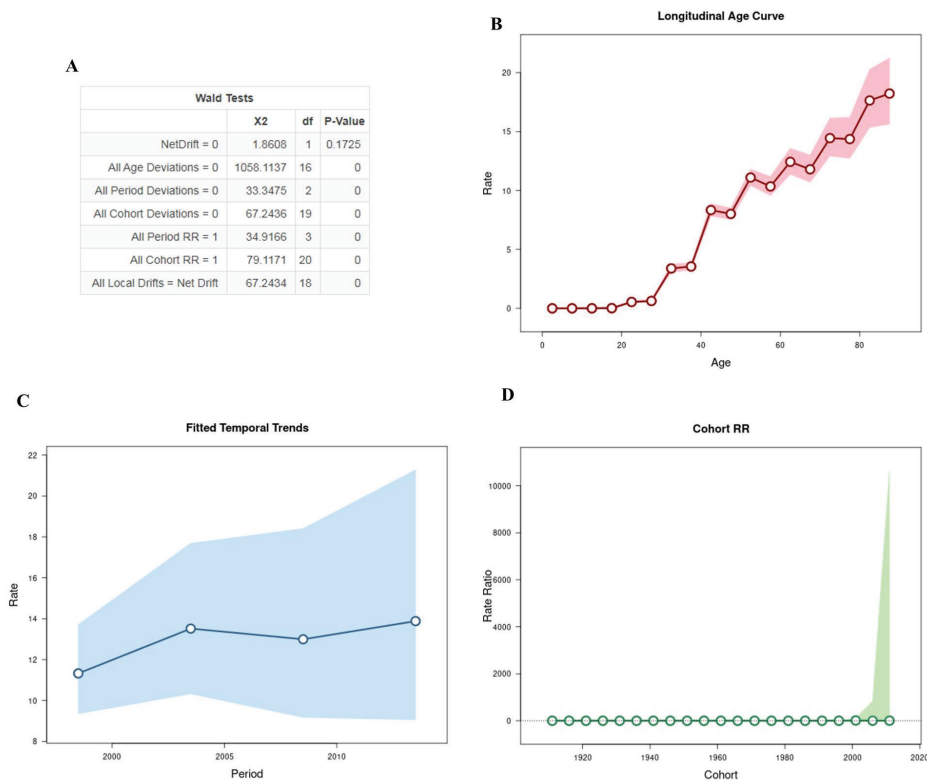 A
Wald Tests
X2 df P-Value
NetDrift = 0 1.8608 1 0.1725
All Age Deviations = 0 1058.1137 16 0
All Period Deviations = 0 33.3475 2 0
All Cohort Deviations = 0 67.2436 19 0
All Period RR = 1 34.9166 3 0
All Cohort RR = 1 79.1171 20 0
All Local Drifts = Net Drift 67.2434 18 0
B
Longitudinal Age Curve
20
15
10
5
0
Rate
0 20 40 60 80
Age
C
Fitted Temporal Trends
22
20
18
16
14
12
10
8
Rate
2000 2005 2010
Period
D
Cohort RR
10000
8000
6000
4000
2000
0
Rate Ratio
1920 1940 1960 1980 2000 2020
Cohort